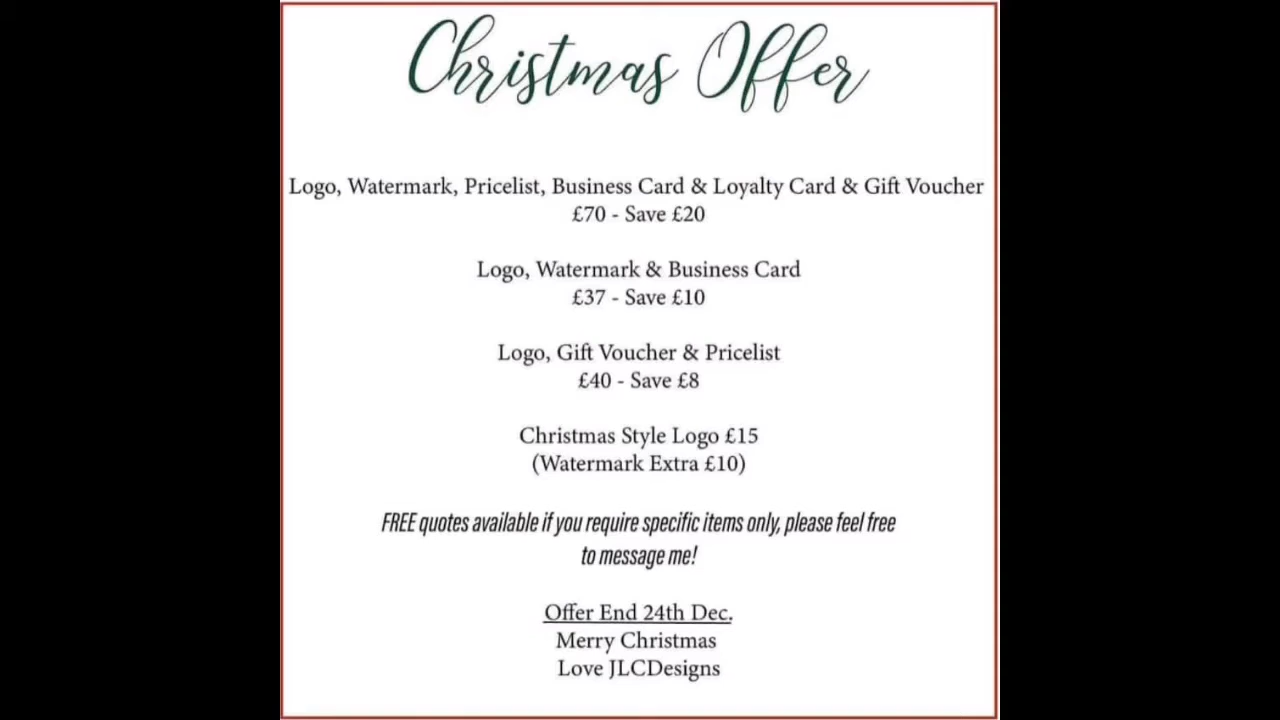 Christmas Offer
Logo, Watermark, Pricelist, Business Card & Loyalty Card & Gift Voucher
£70 - Save £20
Logo, Watermark & Business Card
£37 - Save £10
Logo, Gift Voucher & Pricelist
£40 - Save £8
Christmas Style Logo £15
(Watermark Extra £10)
FREE quotes available if you require specific items only, please feel free
to message me!
Offer End 24th Dec.
Merry Christmas
Love JLCDesigns